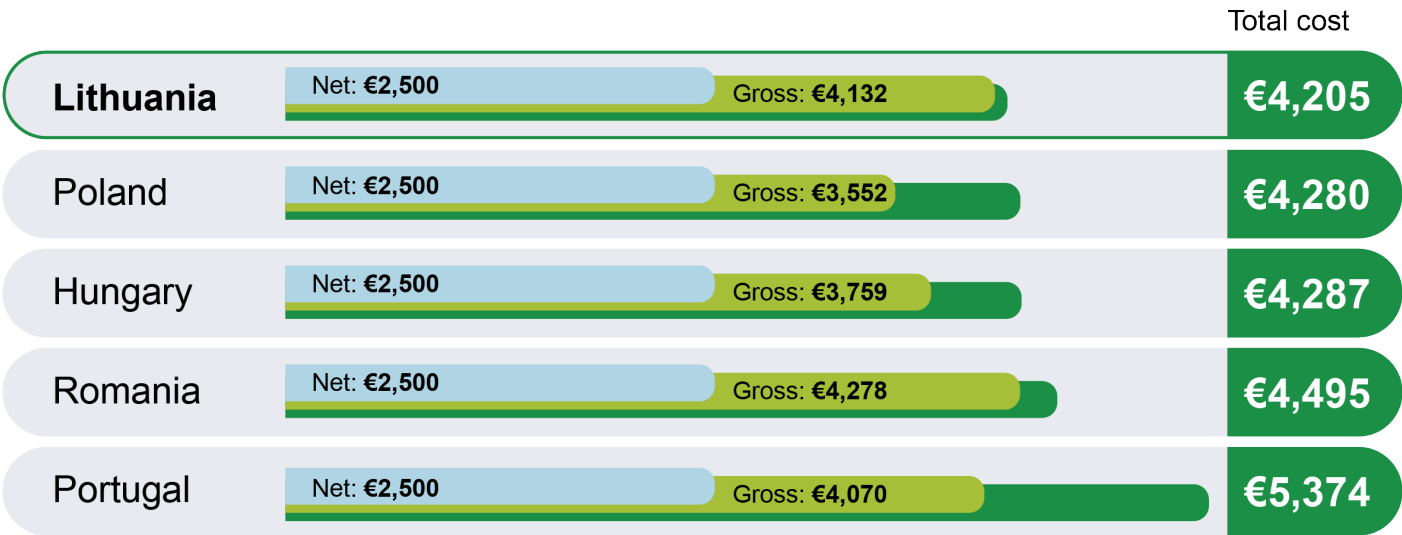 Total cost
Lithuania Net: €2,500 Gross: €4,132 €4,205
Poland Net: €2,500 Gross: €3,552 €4,280
Hungary Net: €2,500 Gross: €3,759 €4,287
Romania Net: €2,500 Gross: €4,278 €4,495
Portugal Net: €2,500 Gross: €4,070 €5,374